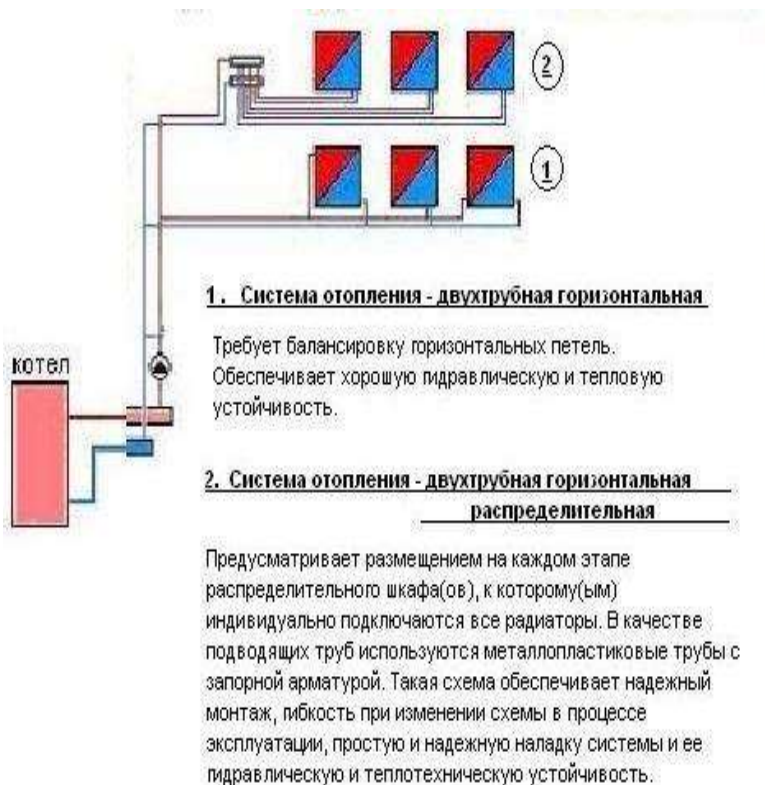 2
1
1. Система отопления - двухтрубная горизонтальная
котел
Требует балансировку горизонтальных петель.
Обеспечивает хорошую гидравлическую и тепловую
устойчивость.
2. Система отопления - двухтрубная горизонтальная
распределительная
Предусматривает размещением на каждом этапе
распределительного шкафа(ов), к которому(ым)
индивидуально подключаются все радиаторы. В качестве
подводящих труб используются металлопластиковые трубы с
запорной арматурой. Такая схема обеспечивает надежный
монтаж, гибкость при изменении схемы в процессе
эксплуатации, простую и надежную наладку системы и ее
гидравлическую и теплотехническую устойчивость.